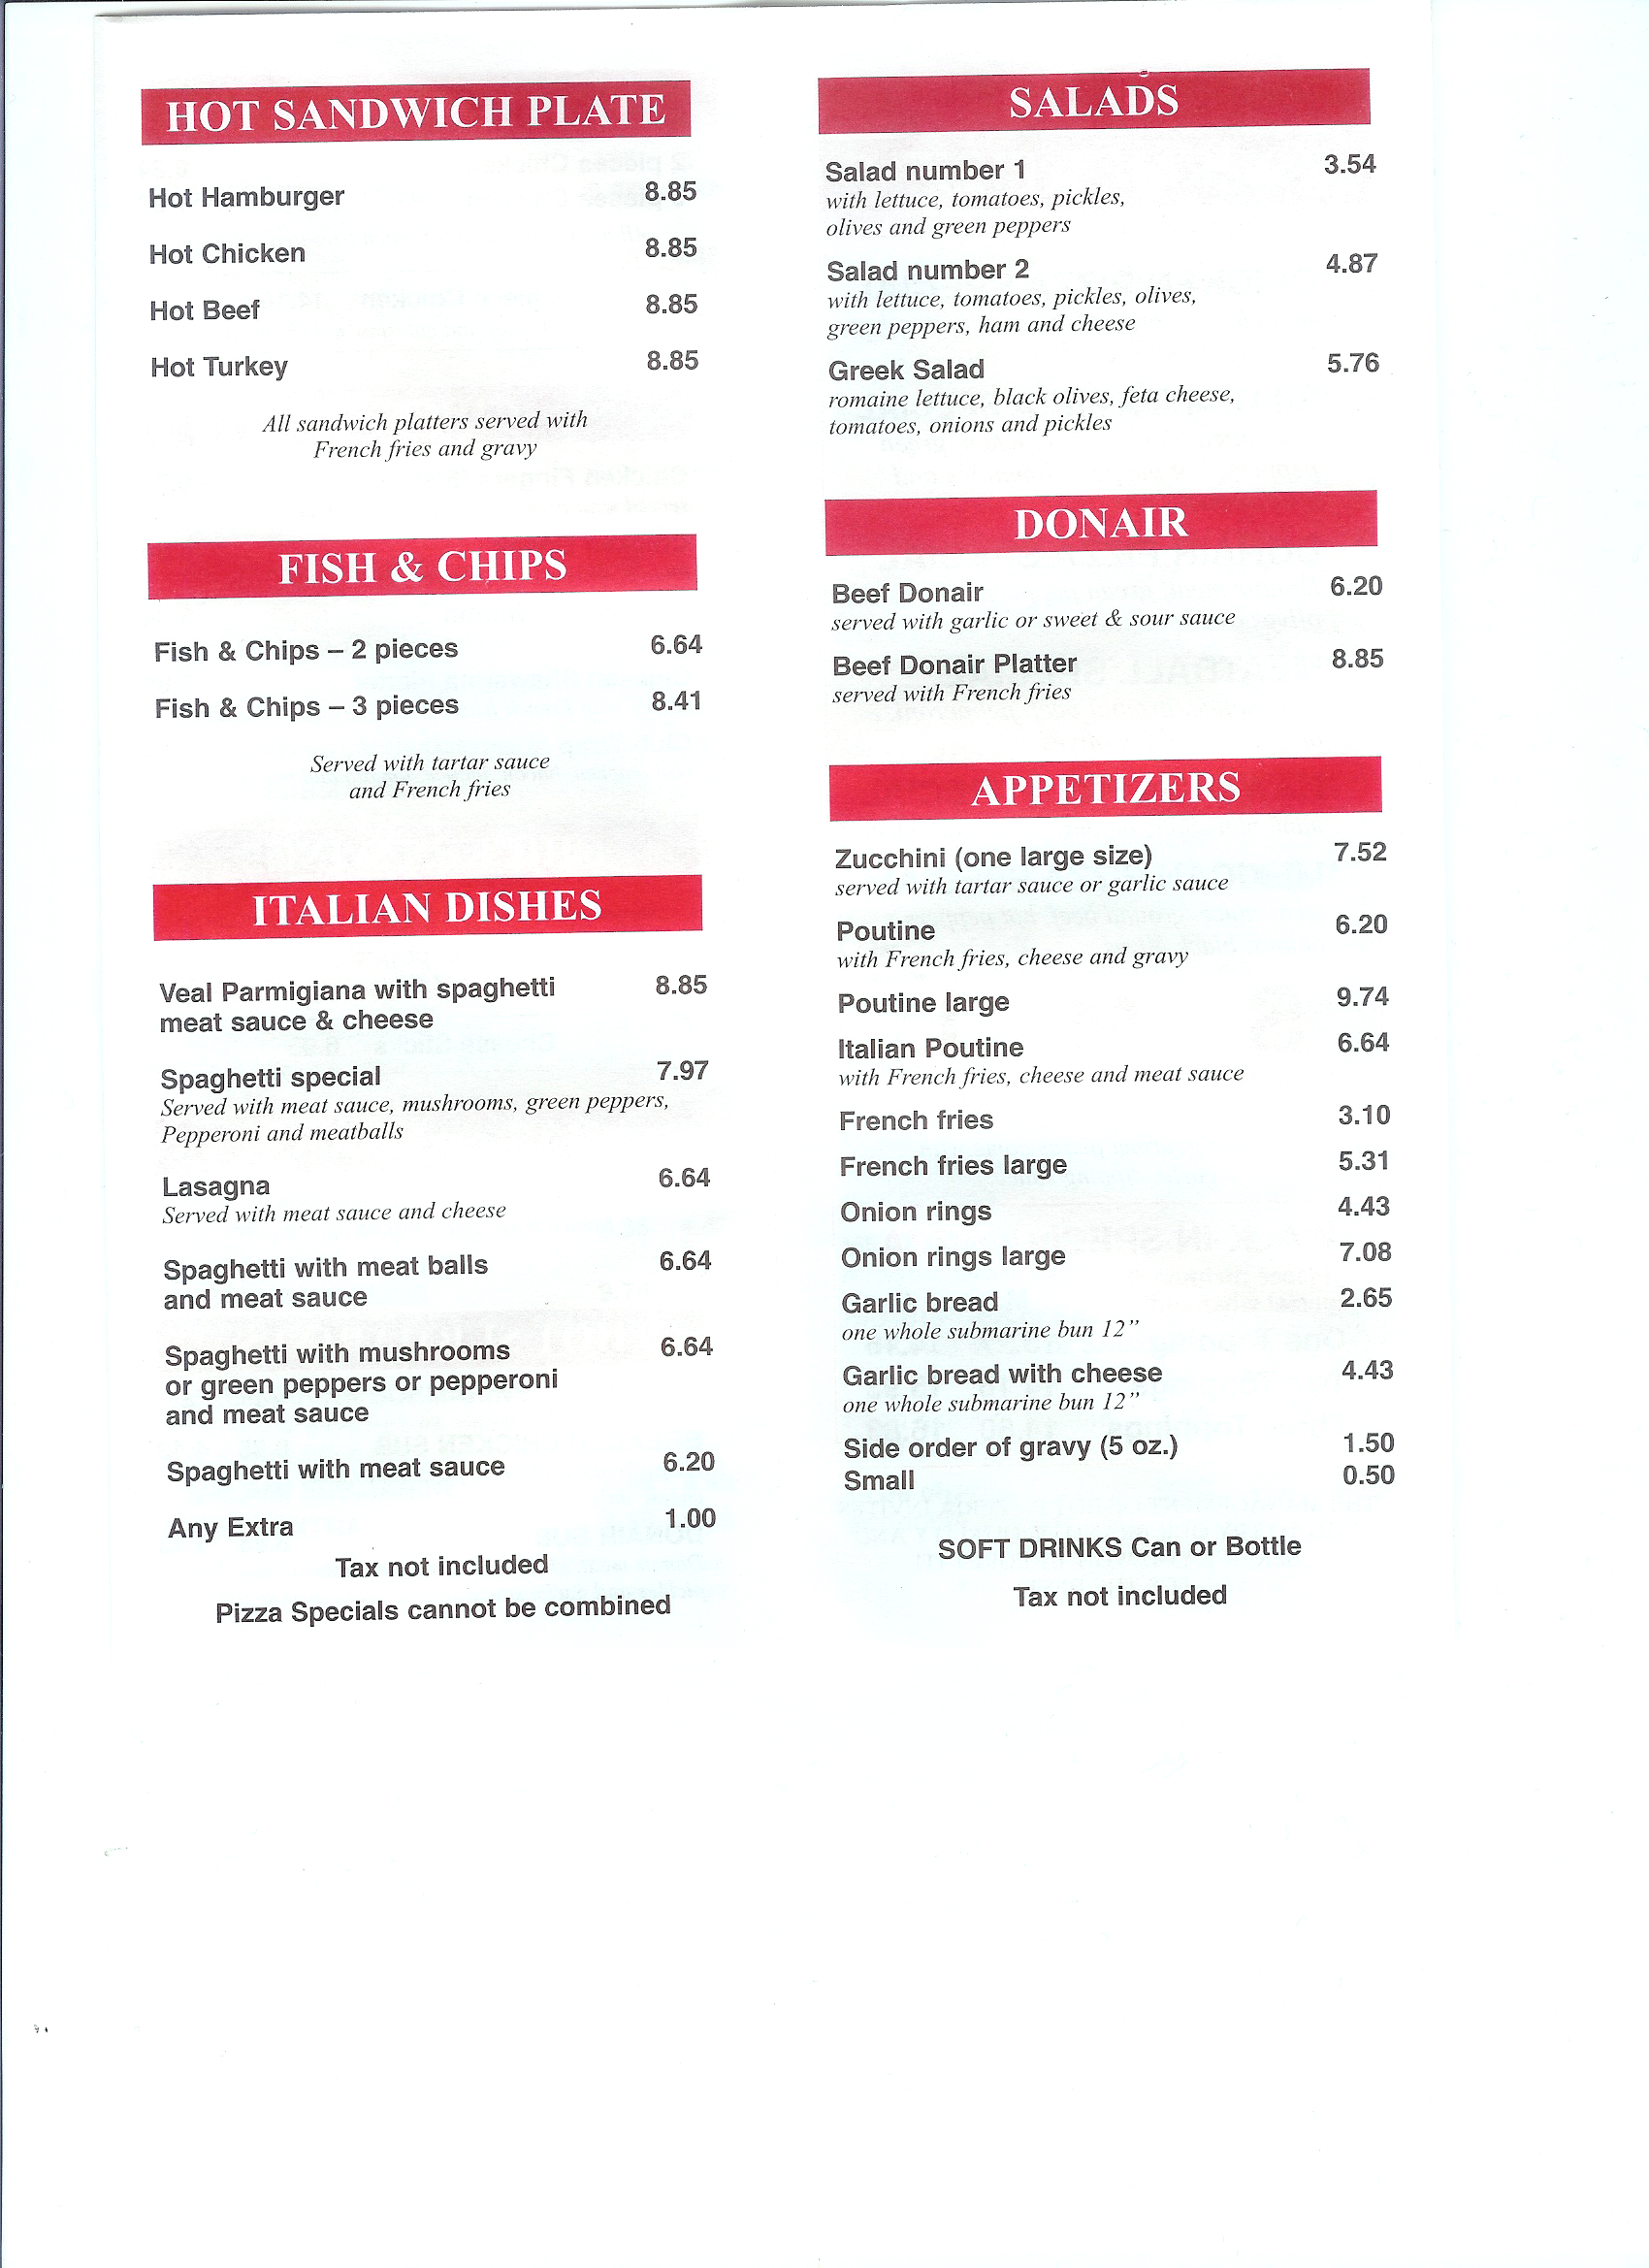 HOT SANDWICH PLATE
Hot Hamburger 8.85
Hot Chicken 8.85
Hot Beef 8.85
Hot Turkey 8.85
All sandwich platters served with
French fries and gravy
FISH & CHIPS
Fish & Chips – 2 pieces 6.64
Fish & Chips – 3 pieces 8.41
Served with tartar sauce
and French fries
ITALIAN DISHES
Veal Parmigiana with spaghetti 8.85
meat sauce & cheese
Spaghetti special 7.97
Served with meat sauce, mushrooms, green peppers,
Pepperoni and meatballs
Lasagna 6.64
Served with meat sauce and cheese
Spaghetti with meat balls 6.64
and meat sauce
Spaghetti with mushrooms 6.64
or green peppers or pepperoni
and meat sauce
Spaghetti with meat sauce 6.20
Any Extra 1.00
Tax not included
Pizza Specials cannot be combined
SALADS
Salad number 1 3.54
with lettuce, tomatoes, pickles,
olives and green peppers
Salad number 2 4.87
with lettuce, tomatoes, pickles, olives,
green peppers, ham and cheese
Greek Salad 5.76
romaine lettuce, black olives, feta cheese,
tomatoes, onions and pickles
DONAIR
Beef Donair 6.20
served with garlic or sweet & sour sauce
Beef Donair Platter 8.85
served with French fries
APPETIZERS
Zucchini (one large size) 7.52
served with tartar sauce or garlic sauce
Poutine 6.20
with French fries, cheese and gravy
Poutine large 9.74
Italian Poutine 6.64
with French fries, cheese and meat sauce
French fries 3.10
French fries large 5.31
Onion rings 4.43
Onion rings large 7.08
Garlic bread 2.65
one whole submarine bun 12”
Garlic bread with cheese 4.43
one whole submarine bun 12”
Side order of gravy (5 oz.) 1.50
Small 0.50
SOFT DRINKS Can or Bottle
Tax not included